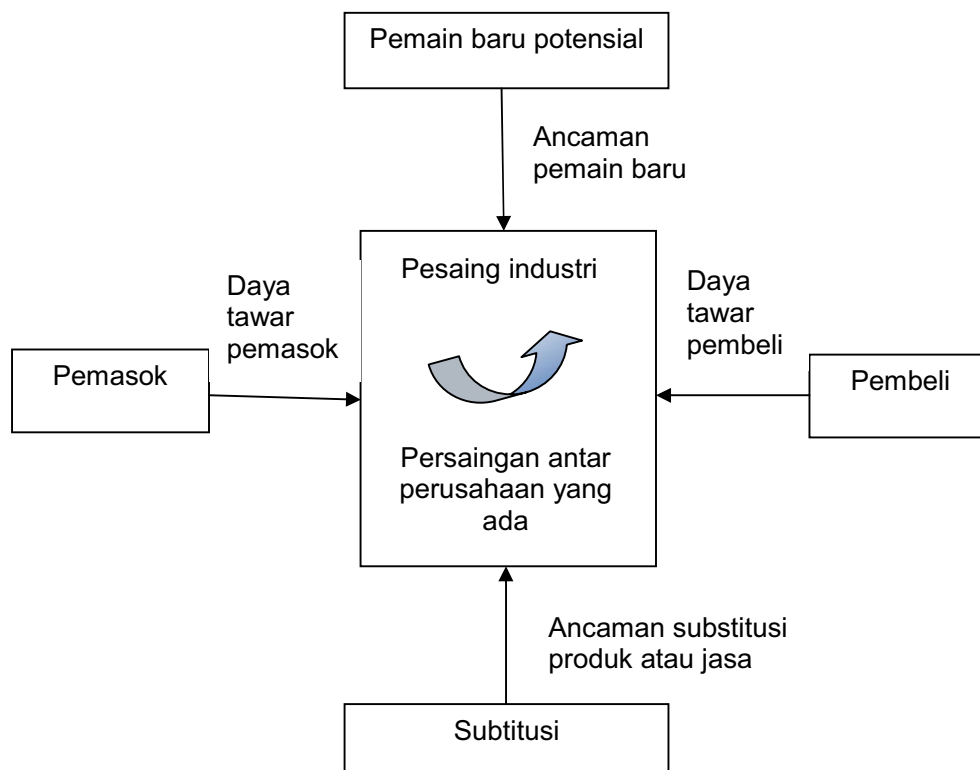 Pemain baru potensial
Ancaman
pemain baru
Pesaing industri
Daya
tawar
pemasok
Daya
tawar
pembeli
Pemasok
Pembeli
Persaingan antar
perusahaan yang
ada
Ancaman substitusi
produk atau jasa
Subtitusi